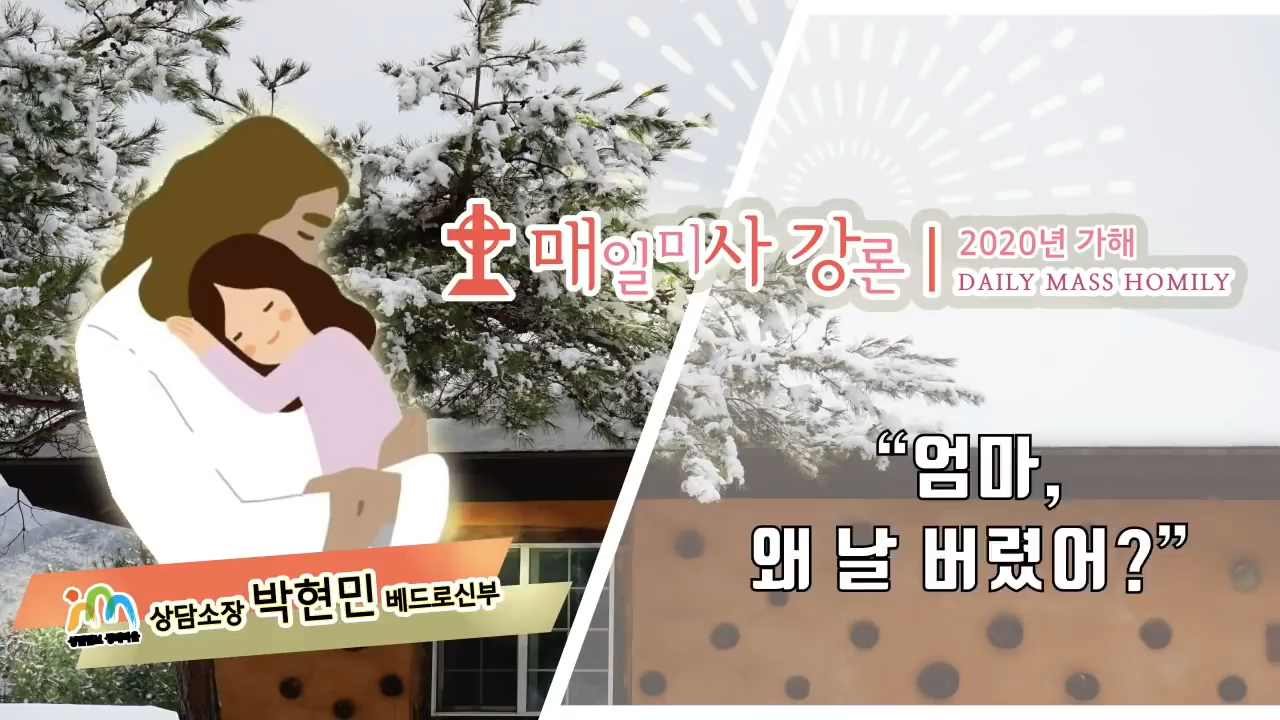 매일미사 강론
2020년 가해
DAILY MASS HOMILY
“엄마,
왜 날 버렸어?”
상담소장 박현민 베드로신부